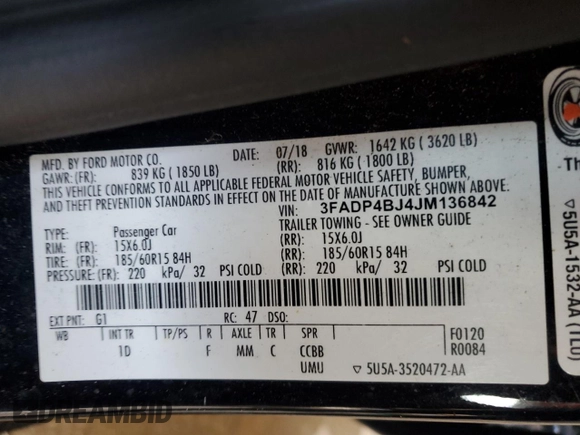 MFD. BY FORD MOTOR CO.
DATE: 07/18 GVWR: 1642 KG ( 3620 LB)
GAWR: (FR): 839 KG ( 1850 LB) (RR): 816 KG ( 1800 LB)
THIS VEHICLE CONFORMS TO ALL APPLICABLE FEDERAL MOTOR VEHICLE SAFETY, BUMPER,
AND THEFT PREVENTION STANDARDS IN EFFECT ON THE DATE OF MANUFACTURE SHOWN ABOVE.
VIN: 3FADP4BJ4JM136842
TYPE: Passenger Car TRAILER TOWING - SEE OWNER GUIDE
RIM: (FR): 15X6.0J (RR): 15X6.0J
TIRE: (FR): 185/60R15 84H (RR): 185/60R15 84H
PRESSURE: (FR): 220 kPa/ 32 PSI COLD (RR): 220 kPa/ 32 PSI COLD
EXT PNT: G1 RC: 47 DSO:
WB INT TR TP/PS R AXLE TR SPR
1D F MM C CCBB
UMU
F0120
R0084
▽ 5U5A-3520472-AA
5U5A-1532-AA (TL0)
Th
DREAMBID